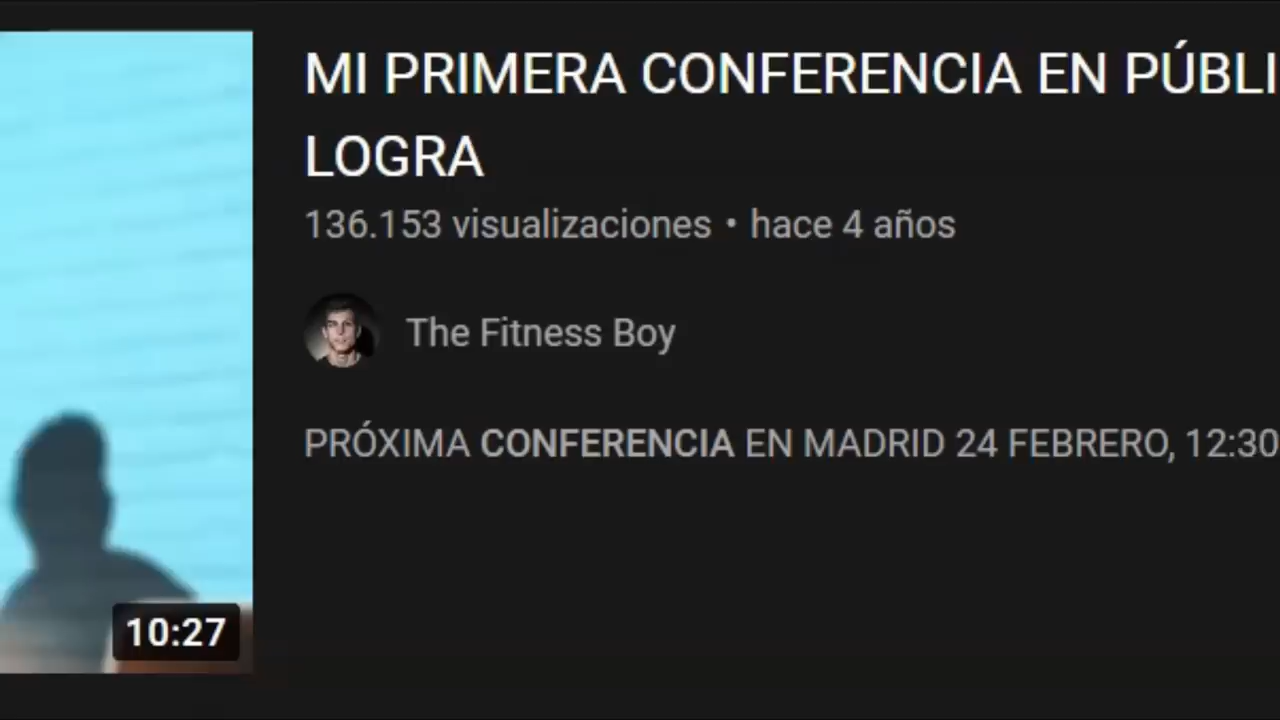 MI PRIMERA CONFERENCIA EN PÚBLI
LOGRA
136.153 visualizaciones • hace 4 años
The Fitness Boy
PRÓXIMA CONFERENCIA EN MADRID 24 FEBRERO, 12:30
10:27